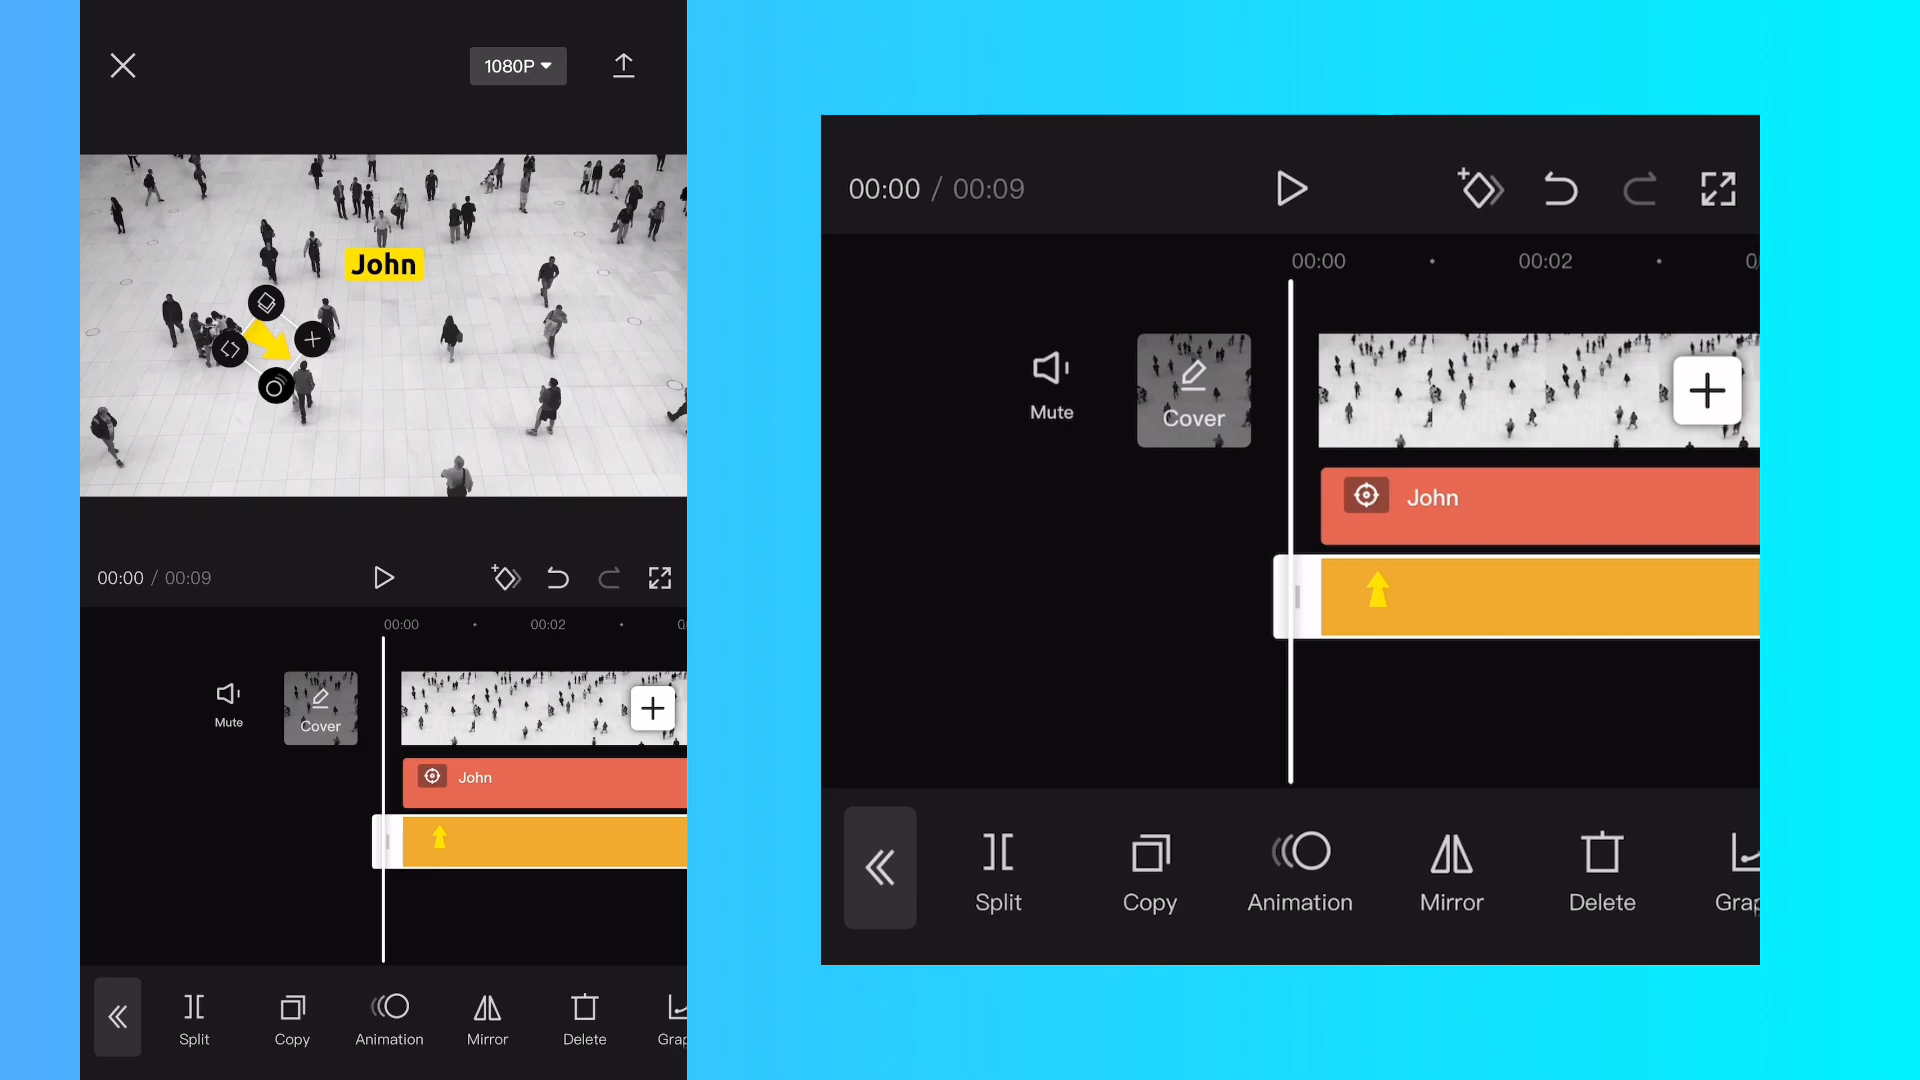 1080P
John
00:00 / 00:09
00:00 00:02
Mute
Cover
John
Split Copy Animation Mirror Delete Grap
00:00 / 00:09
00:00 00:02
Mute
Cover
John
Split Copy Animation Mirror Delete Grap